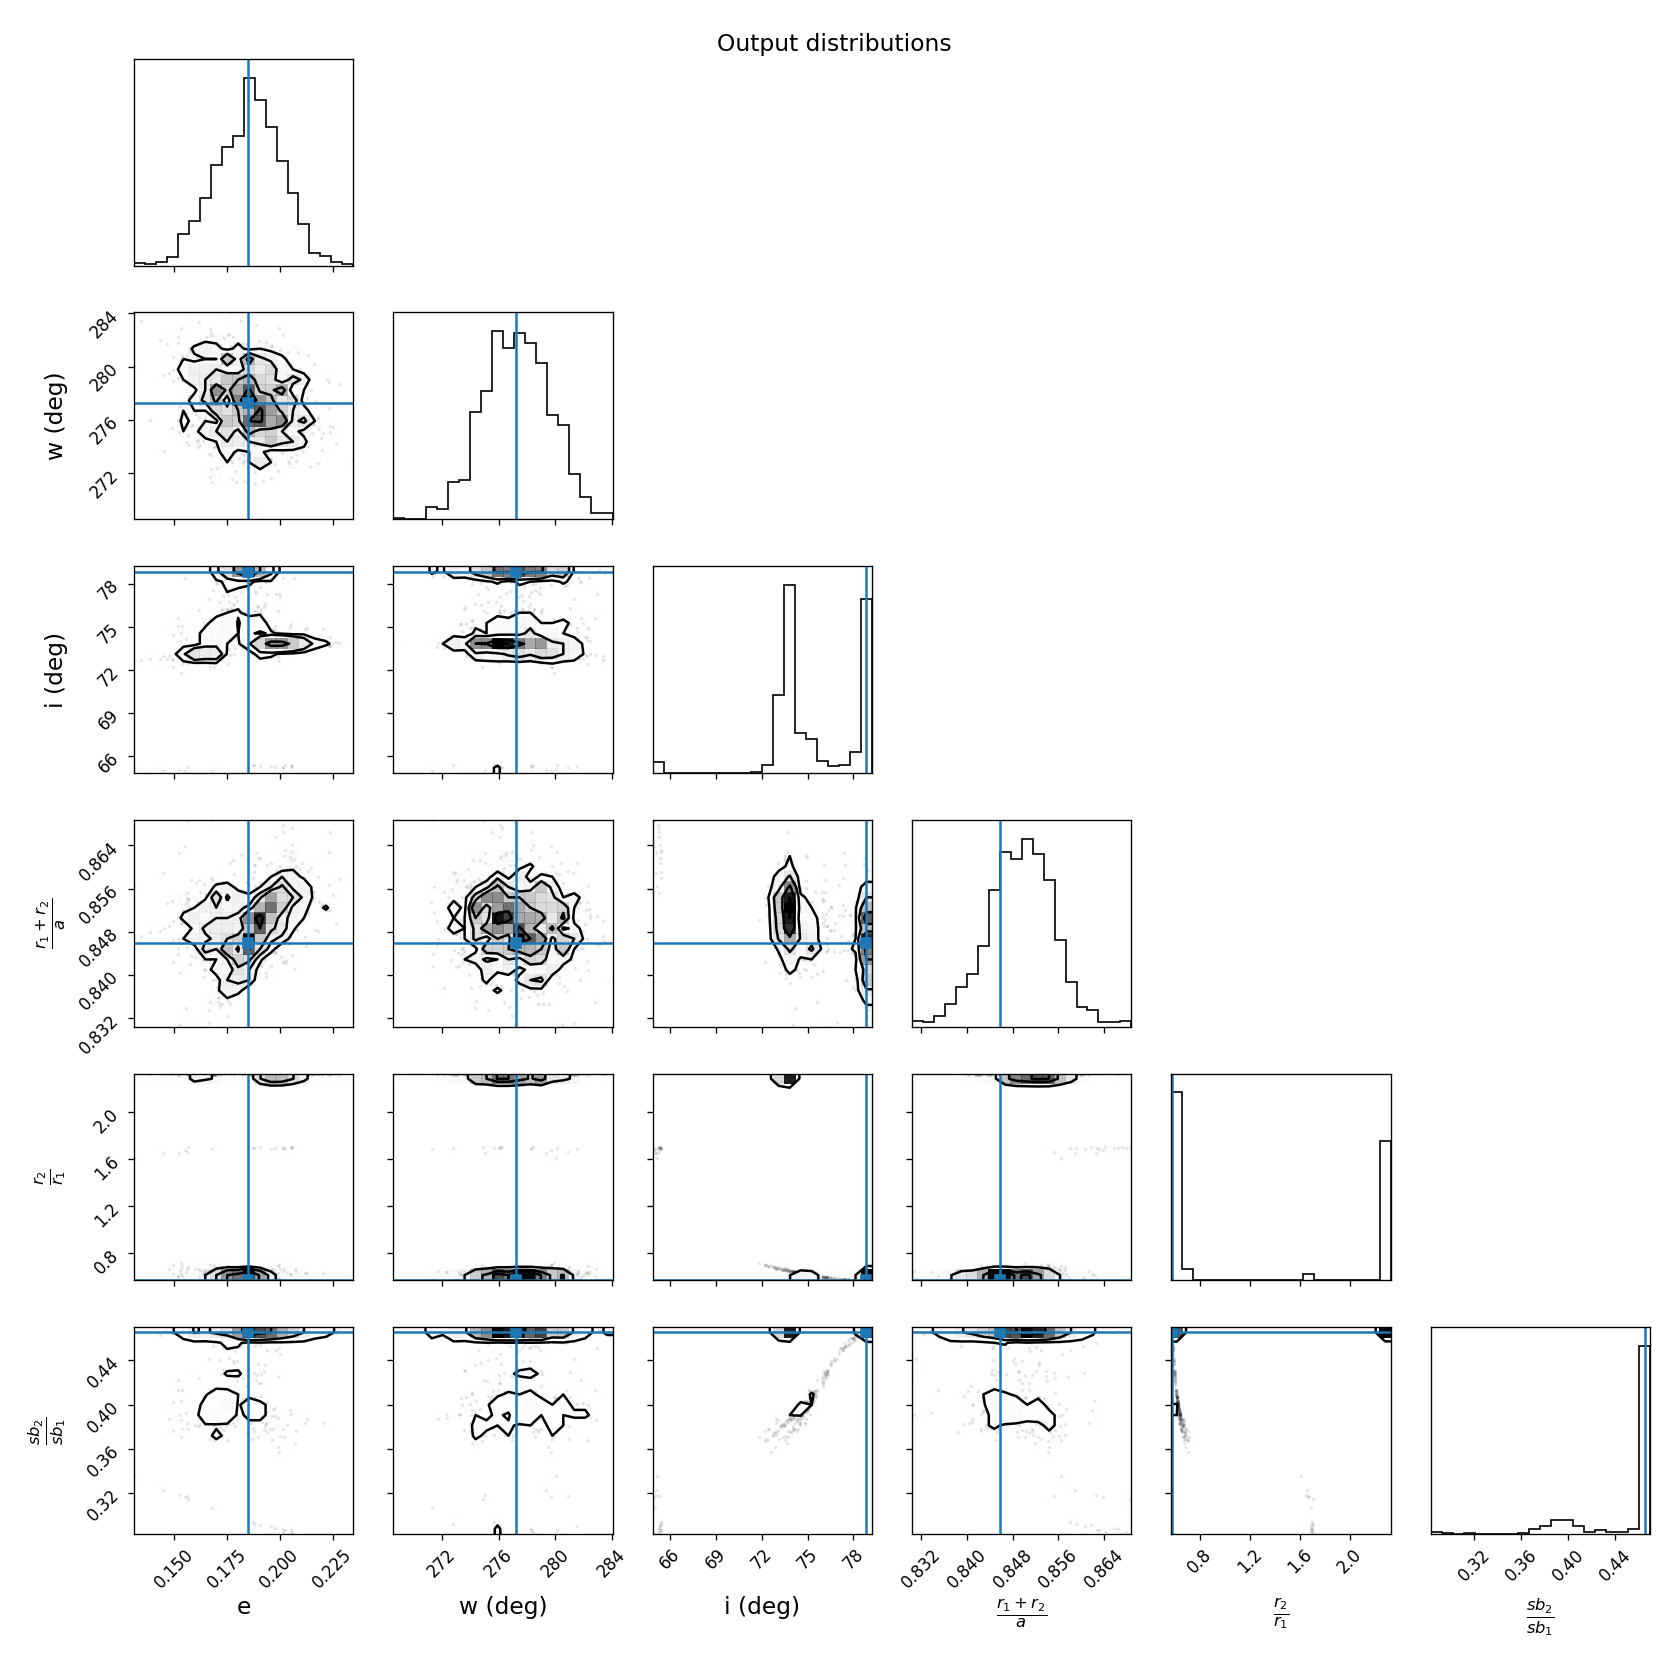 Output distributions
284
280
276
272
w (deg)
78
75
72
69
66
i (deg)
0.864
0.856
0.848
0.840
0.832
r₁ + r₂
a
2.0
1.6
1.2
0.8
r₂
r₁
0.44
0.40
0.36
0.32
sb₂
sb₁
0.150 0.175 0.200 0.225 272 276 280 284 66 69 72 75 78 0.832 0.840 0.848 0.856 0.864 0.8 1.2 1.6 2.0 0.32 0.36 0.40 0.44
e w (deg) i (deg)
r₁ + r₂ r₂ sb₂
a r₁ sb₁